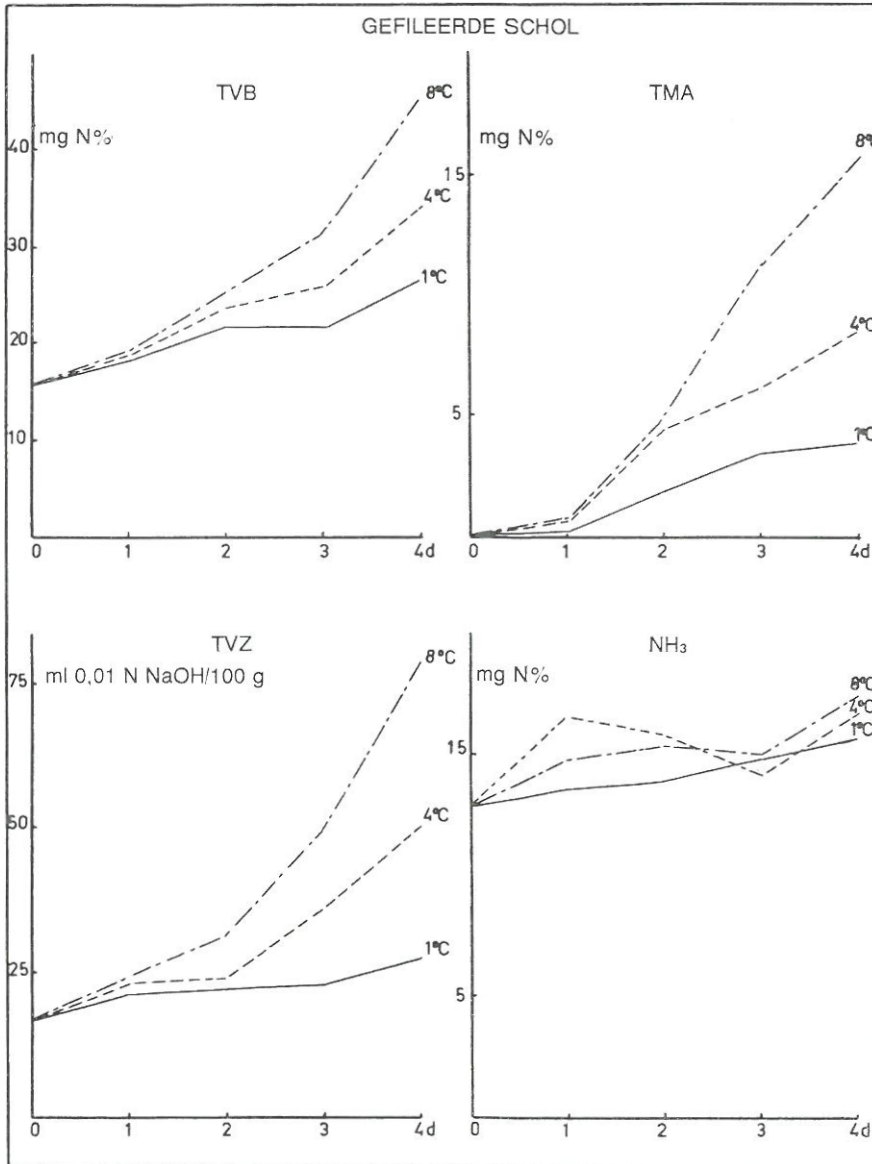 GEFILEERDE SCHOL
TVB
mg N%
40
30
20
10
0 1 2 3 4d
8°C
4°C
1°C
TMA
mg N%
15
5
0 1 2 3 4d
8°C
4°C
1°C
TVZ
ml 0,01 N NaOH/100 g
75
50
25
0 1 2 3 4d
8°C
4°C
1°C
NH₃
mg N%
15
5
0 1 2 3 4d
8°C
4°C
1°C